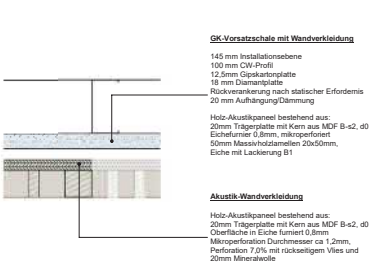 GK-Vorsatzschale mit Wandverkleidung
145 mm Installationsebene
100 mm CW-Profil
12,5mm Gipskartonplatte
18 mm Diamantplatte
Rückverankerung nach statischer Erfordernis
20 mm Aufhängung/Dämmung
Holz-Akustikpaneel bestehend aus:
20mm Trägerplatte mit Kern aus MDF B-s2, d0
Eichefurnier 0,8mm, mikroperforiert
50mm Massivholzlamellen 20x50mm,
Eiche mit Lackierung B1
Akustik-Wandverkleidung
Holz-Akustikpaneel bestehend aus:
20mm Trägerplatte mit Kern aus MDF B-s2, d0
Oberfläche in Eiche furniert 0,8mm
Mikroperforation Durchmesser ca 1,2mm,
Perforation 7,0% mit rückseitigem Vlies und
20mm Mineralwolle